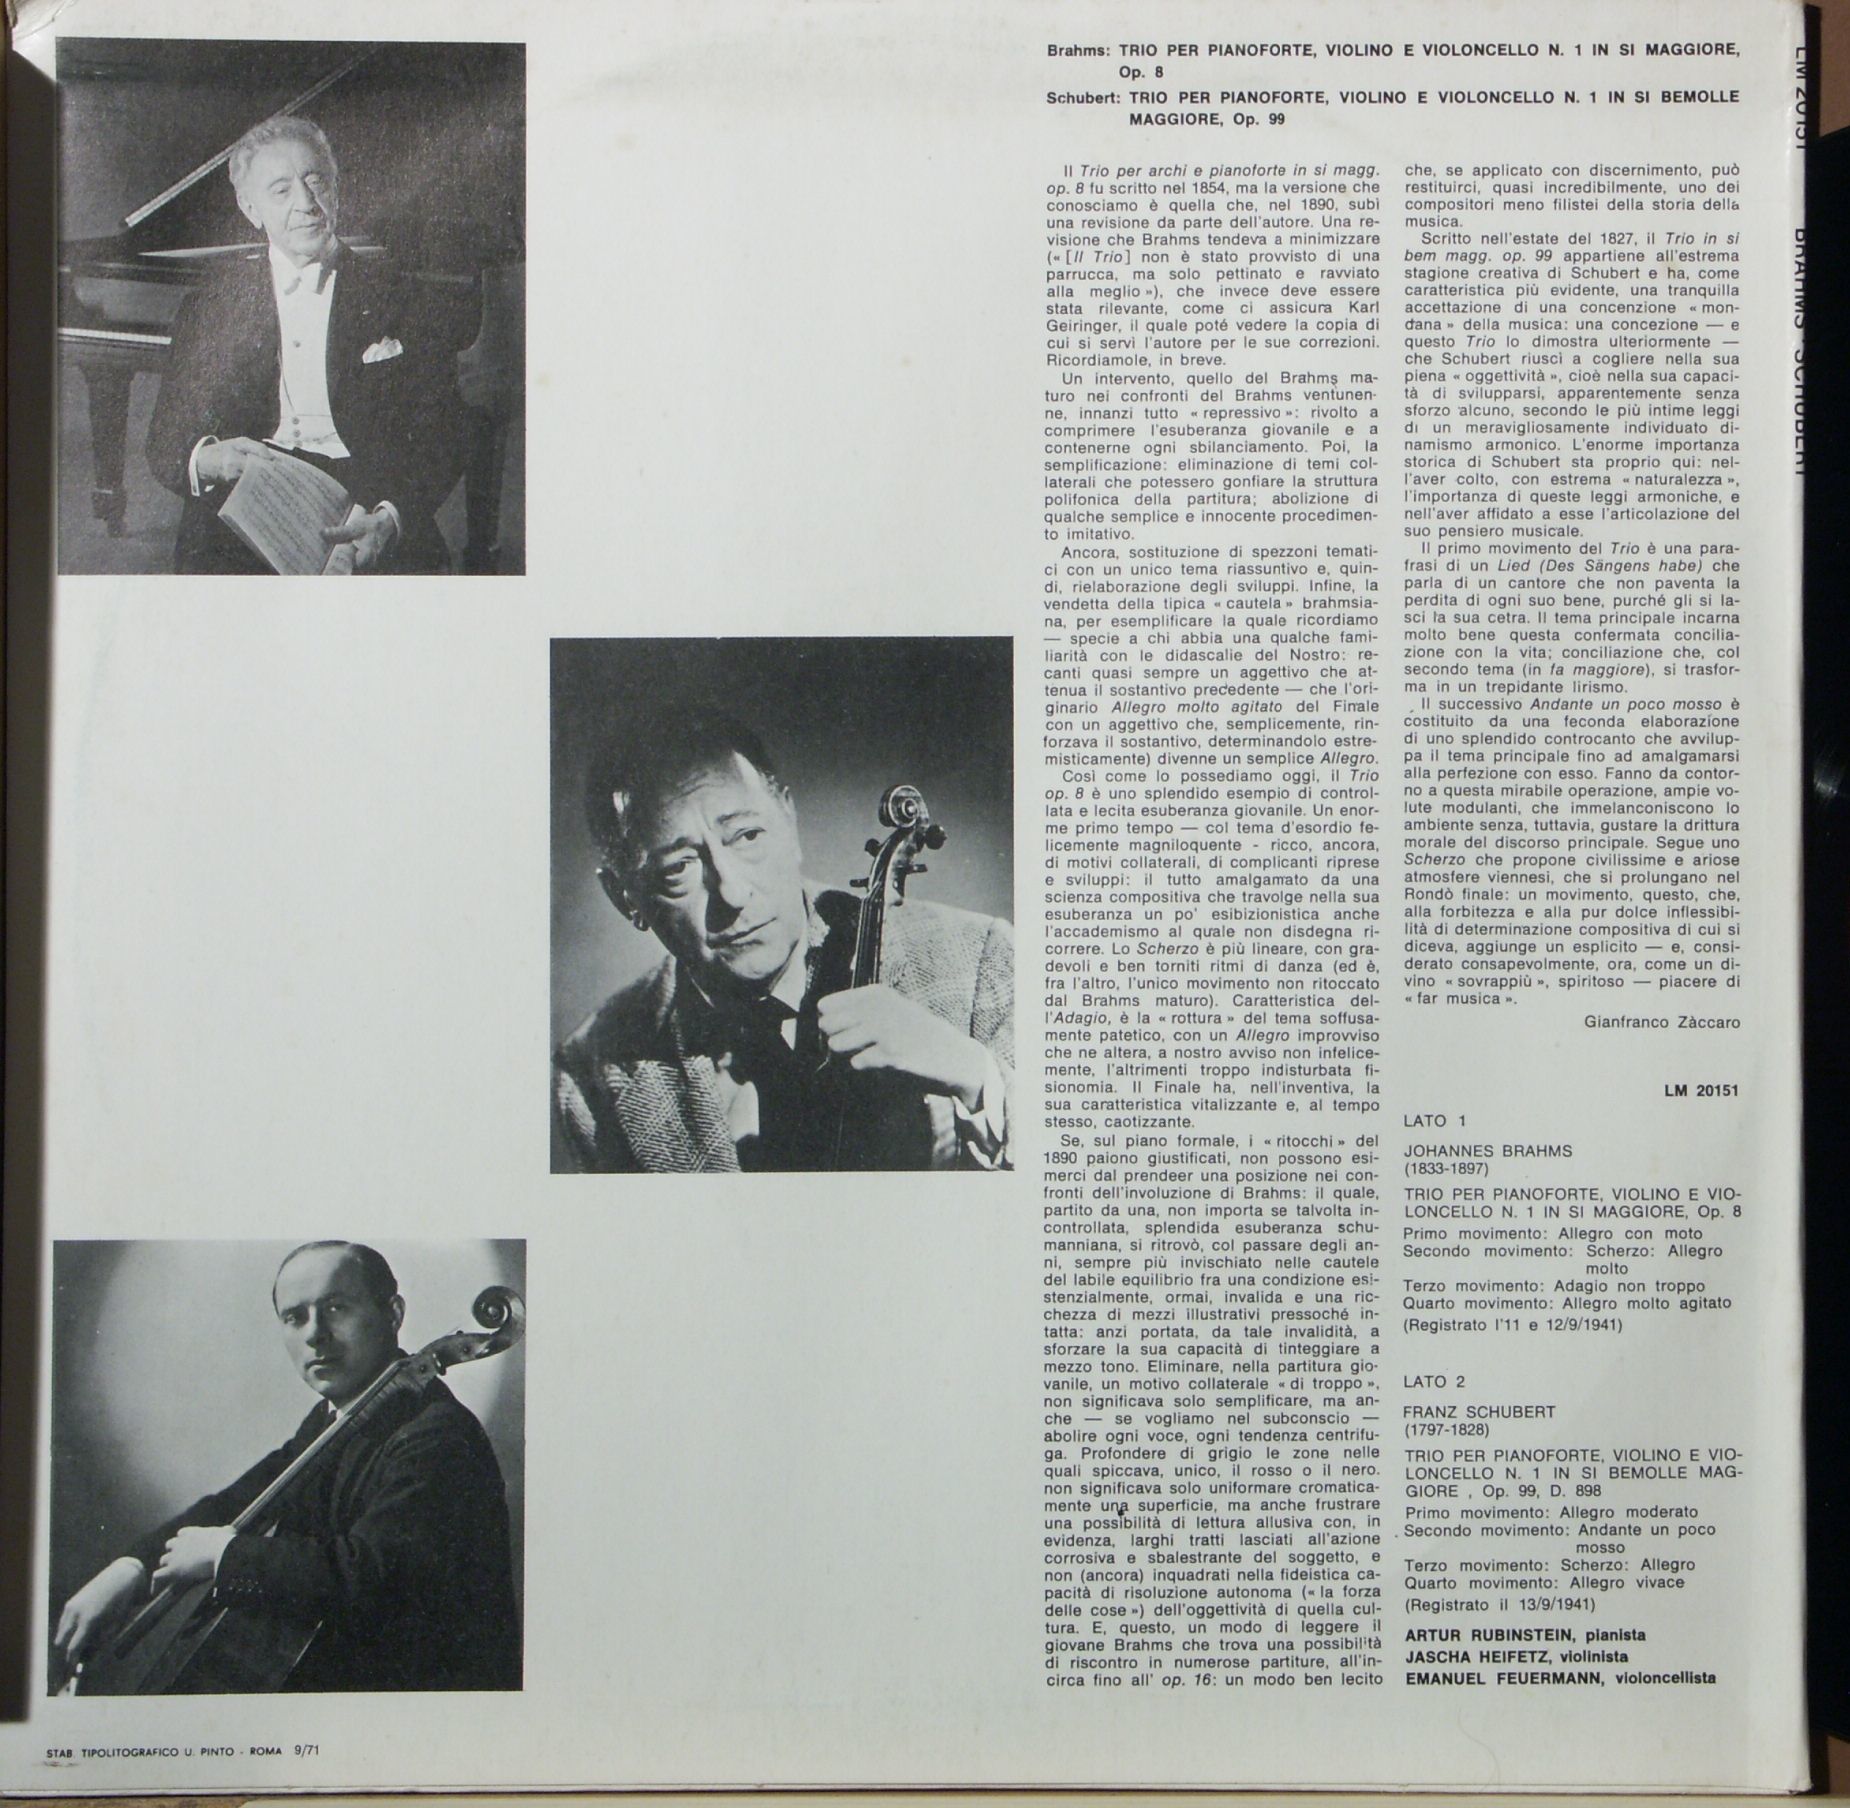 Brahms: TRIO PER PIANOFORTE, VIOLINO E VIOLONCELLO N. 1 IN SI MAGGIORE,
Op. 8
Schubert: TRIO PER PIANOFORTE, VIOLINO E VIOLONCELLO N. 1 IN SI BEMOLLE
MAGGIORE, Op. 99
Il Trio per archi e pianoforte in si magg.
op. 8 fu scritto nel 1854, ma la versione che
conosciamo è quella che, nel 1890, subì
una revisione da parte dell'autore. Una re-
visione che Brahms tendeva a minimizzare
(« [Il Trio] non è stato provvisto di una
parrucca, ma solo pettinato e ravviato
alla meglio »), che invece deve essere
stata rilevante, come ci assicura Karl
Geiringer, il quale poté vedere la copia di
cui si servì l'autore per le sue correzioni.
Ricordiamole, in breve.
Un intervento, quello del Brahms ma-
turo nei confronti del Brahms ventunen-
ne, innanzi tutto « repressivo »: rivolto a
comprimere l'esuberanza giovanile e a
contenerne ogni sbilanciamento. Poi, la
semplificazione: eliminazione di temi col-
laterali che potessero gonfiare la struttura
polifonica della partitura; abolizione di
qualche semplice e innocente procedimen-
to imitativo.
Ancora, sostituzione di spezzoni temati-
ci con un unico tema riassuntivo e, quin-
di, rielaborazione degli sviluppi. Infine, la
vendetta della tipica « cautela » brahmsia-
na, per esemplificare la quale ricordiamo
— specie a chi abbia una qualche fami-
liarità con le didascalie del Nostro: re-
canti quasi sempre un aggettivo che at-
tenua il sostantivo precedente — che l'ori-
ginario Allegro molto agitato del Finale
con un aggettivo che, semplicemente, rin-
forzava il sostantivo, determinandolo estre-
misticamente) divenne un semplice Allegro.
Così come lo possediamo oggi, il Trio
op. 8 è uno splendido esempio di control-
lata e lecita esuberanza giovanile. Un enor-
me primo tempo — col tema d'esordio fe-
licemente magniloquente - ricco, ancora,
di motivi collaterali, di complicanti riprese
e sviluppi: il tutto amalgamato da una
scienza compositiva che travolge nella sua
esuberanza un po' esibizionistica anche
l'accademismo al quale non disdegna ri-
correre. Lo Scherzo è più lineare, con gra-
devoli e ben torniti ritmi di danza (ed è,
fra l'altro, l'unico movimento non ritoccato
dal Brahms maturo). Caratteristica del-
l'Adagio, è la « rottura » del tema soffusa-
mente patetico, con un Allegro improvviso
che ne altera, a nostro avviso non infelice-
mente, l'altrimenti troppo indisturbata fi-
sionomia. Il Finale ha, nell'inventiva, la
sua caratteristica vitalizzante e, al tempo
stesso, caotizzante.
Se, sul piano formale, i « ritocchi » del
1890 paiono giustificati, non possono esi-
merci dal prendeer una posizione nei con-
fronti dell'involuzione di Brahms: il quale,
partito da una, non importa se talvolta in-
controllata, splendida esuberanza schu-
manniana, si ritrovò, col passare degli an-
ni, sempre più invischiato nelle cautele
del labile equilibrio fra una condizione esi-
stenzialmente, ormai, invalida e una ric-
chezza di mezzi illustrativi pressoché in-
tatta: anzi portata, da tale invalidità, a
sforzare la sua capacità di tinteggiare a
mezzo tono. Eliminare, nella partitura gio-
vanile, un motivo collaterale « di troppo »,
non significava solo semplificare, ma an-
che — se vogliamo nel subconscio —
abolire ogni voce, ogni tendenza centrifu-
ga. Profondere di grigio le zone nelle
quali spiccava, unico, il rosso o il nero.
non significava solo uniformare cromatica-
mente una superficie, ma anche frustrare
una possibilità di lettura allusiva con, in
evidenza, larghi tratti lasciati all'azione
corrosiva e sbalestrante del soggetto, e
non (ancora) inquadrati nella fideistica ca-
pacità di risoluzione autonoma (« la forza
delle cose ») dell'oggettività di quella cul-
tura. E, questo, un modo di leggere il
giovane Brahms che trova una possibilità
di riscontro in numerose partiture, all'in-
circa fino all' op. 16: un modo ben lecito
che, se applicato con discernimento, può
restituirci, quasi incredibilmente, uno dei
compositori meno filistei della storia della
musica.
Scritto nell'estate del 1827, il Trio in si
bem magg. op. 99 appartiene all'estrema
stagione creativa di Schubert e ha, come
caratteristica più evidente, una tranquilla
accettazione di una concenzione « mon-
dana » della musica: una concezione — e
questo Trio lo dimostra ulteriormente —
che Schubert riuscì a cogliere nella sua
piena « oggettività », cioè nella sua capaci-
tà di svilupparsi, apparentemente senza
sforzo alcuno, secondo le più intime leggi
di un meravigliosamente individuato di-
namismo armonico. L'enorme importanza
storica di Schubert sta proprio qui: nel-
l'aver colto, con estrema « naturalezza »,
l'importanza di queste leggi armoniche, e
nell'aver affidato a esse l'articolazione del
suo pensiero musicale.
Il primo movimento del Trio è una para-
frasi di un Lied (Des Sängens habe) che
parla di un cantore che non paventa la
perdita di ogni suo bene, purché gli si la-
sci la sua cetra. Il tema principale incarna
molto bene questa confermata concilia-
zione con la vita; conciliazione che, col
secondo tema (in fa maggiore), si trasfor-
ma in un trepidante lirismo.
Il successivo Andante un poco mosso è
costituito da una feconda elaborazione
di uno splendido controcanto che avvilup-
pa il tema principale fino ad amalgamarsi
alla perfezione con esso. Fanno da contor-
no a questa mirabile operazione, ampie vo-
lute modulanti, che immelanconiscono lo
ambiente senza, tuttavia, gustare la drittura
morale del discorso principale. Segue uno
Scherzo che propone civilissime e ariose
atmosfere viennesi, che si prolungano nel
Rondò finale: un movimento, questo, che,
alla forbitezza e alla pur dolce inflessibi-
lità di determinazione compositiva di cui si
diceva, aggiunge un esplicito — e, consi-
derato consapevolmente, ora, come un di-
vino « sovrappiù », spiritoso — piacere di
« far musica ».
Gianfranco Zàccaro
LM 20151
LATO 1
JOHANNES BRAHMS
(1833-1897)
TRIO PER PIANOFORTE, VIOLINO E VIO-
LONCELLO N. 1 IN SI MAGGIORE, Op. 8
Primo movimento: Allegro con moto
Secondo movimento: Scherzo: Allegro
molto
Terzo movimento: Adagio non troppo
Quarto movimento: Allegro molto agitato
(Registrato l'11 e 12/9/1941)
LATO 2
FRANZ SCHUBERT
(1797-1828)
TRIO PER PIANOFORTE, VIOLINO E VIO-
LONCELLO N. 1 IN SI BEMOLLE MAG-
GIORE , Op. 99, D. 898
Primo movimento: Allegro moderato
Secondo movimento: Andante un poco
mosso
Terzo movimento: Scherzo: Allegro
Quarto movimento: Allegro vivace
(Registrato il 13/9/1941)
ARTUR RUBINSTEIN, pianista
JASCHA HEIFETZ, violinista
EMANUEL FEUERMANN, violoncellista
STAB. TIPOLITOGRAFICO U. PINTO - ROMA 9/71
LM 20151 BRAHMS SCHUBERT